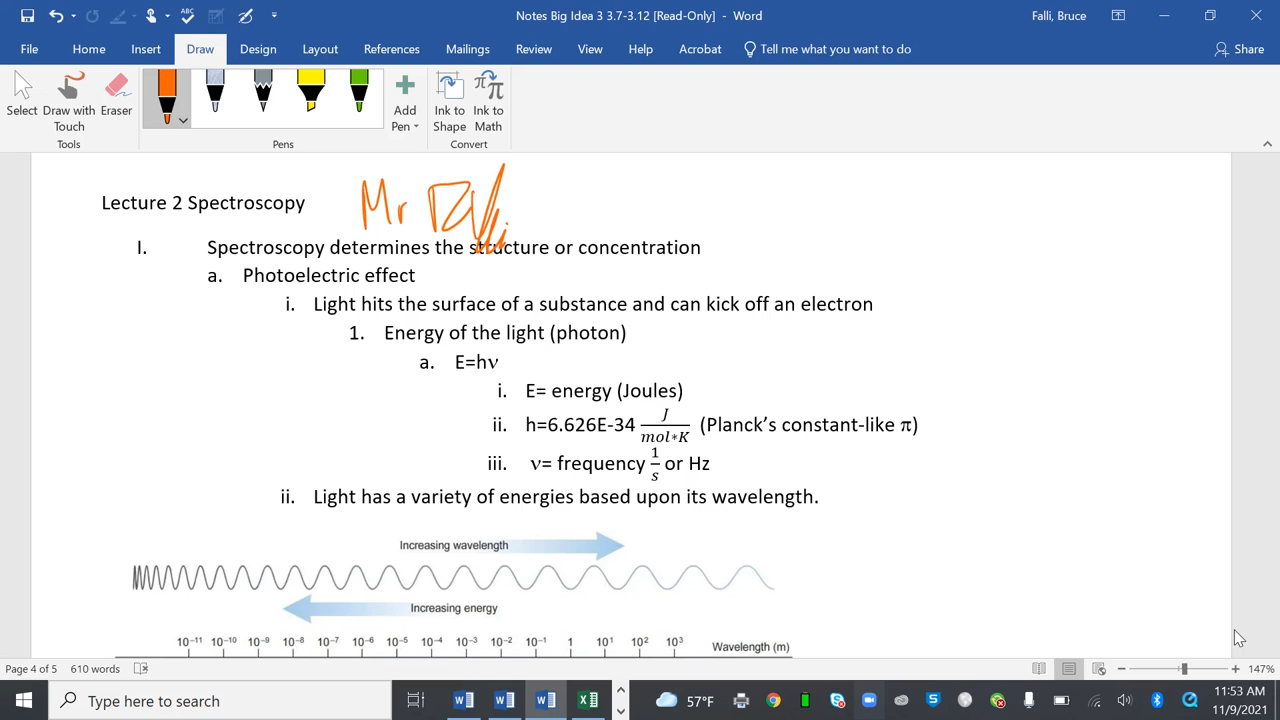 Notes Big Idea 3 3.7-3.12 [Read-Only] - Word
Falli, Bruce
File Home Insert Draw Design Layout References Mailings Review View Help Acrobat Tell me what you want to do Share
Select Draw with Touch Eraser Add Pen Ink to Shape Ink to Math
Tools Pens Convert
Mr Falli
Lecture 2 Spectroscopy
I. Spectroscopy determines the structure or concentration
a. Photoelectric effect
i. Light hits the surface of a substance and can kick off an electron
1. Energy of the light (photon)
a. E=hν
i. E= energy (Joules)
ii. h=6.626E-34 J/mol∗K (Planck's constant-like π)
iii. ν= frequency 1/s or Hz
ii. Light has a variety of energies based upon its wavelength.
Increasing wavelength
Increasing energy
10⁻¹¹ 10⁻¹⁰ 10⁻⁹ 10⁻⁸ 10⁻⁷ 10⁻⁶ 10⁻⁵ 10⁻⁴ 10⁻³ 10⁻² 10⁻¹ 1 10¹ 10² 10³ Wavelength (m)
Page 4 of 5 610 words 147%
Type here to search 57°F 11:53 AM
11/9/2021